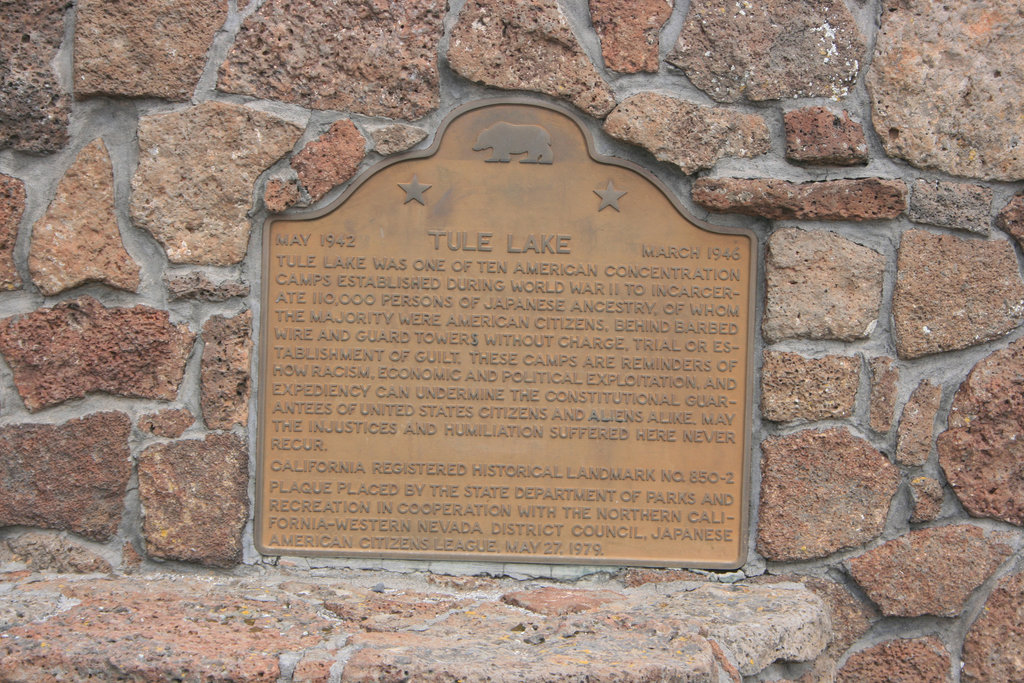 MAY 1942 TULE LAKE MARCH 1946
TULE LAKE WAS ONE OF TEN AMERICAN CONCENTRATION
CAMPS ESTABLISHED DURING WORLD WAR II TO INCARCER-
ATE 110,000 PERSONS OF JAPANESE ANCESTRY, OF WHOM
THE MAJORITY WERE AMERICAN CITIZENS, BEHIND BARBED
WIRE AND GUARD TOWERS WITHOUT CHARGE, TRIAL OR ES-
TABLISHMENT OF GUILT. THESE CAMPS ARE REMINDERS OF
HOW RACISM, ECONOMIC AND POLITICAL EXPLOITATION, AND
EXPEDIENCY CAN UNDERMINE THE CONSTITUTIONAL GUAR-
ANTEES OF UNITED STATES CITIZENS AND ALIENS ALIKE. MAY
THE INJUSTICES AND HUMILIATION SUFFERED HERE NEVER
RECUR.
CALIFORNIA REGISTERED HISTORICAL LANDMARK NO. 850-2
PLAQUE PLACED BY THE STATE DEPARTMENT OF PARKS AND
RECREATION IN COOPERATION WITH THE NORTHERN CALI-
FORNIA-WESTERN NEVADA DISTRICT COUNCIL, JAPANESE
AMERICAN CITIZENS LEAGUE, MAY 27, 1979.